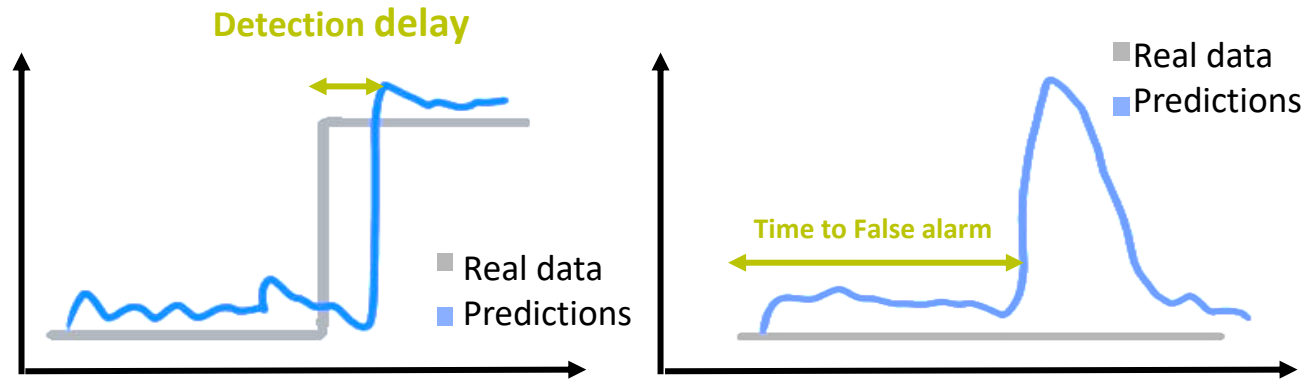 Detection delay
Real data
Predictions
Real data
Predictions
Time to False alarm